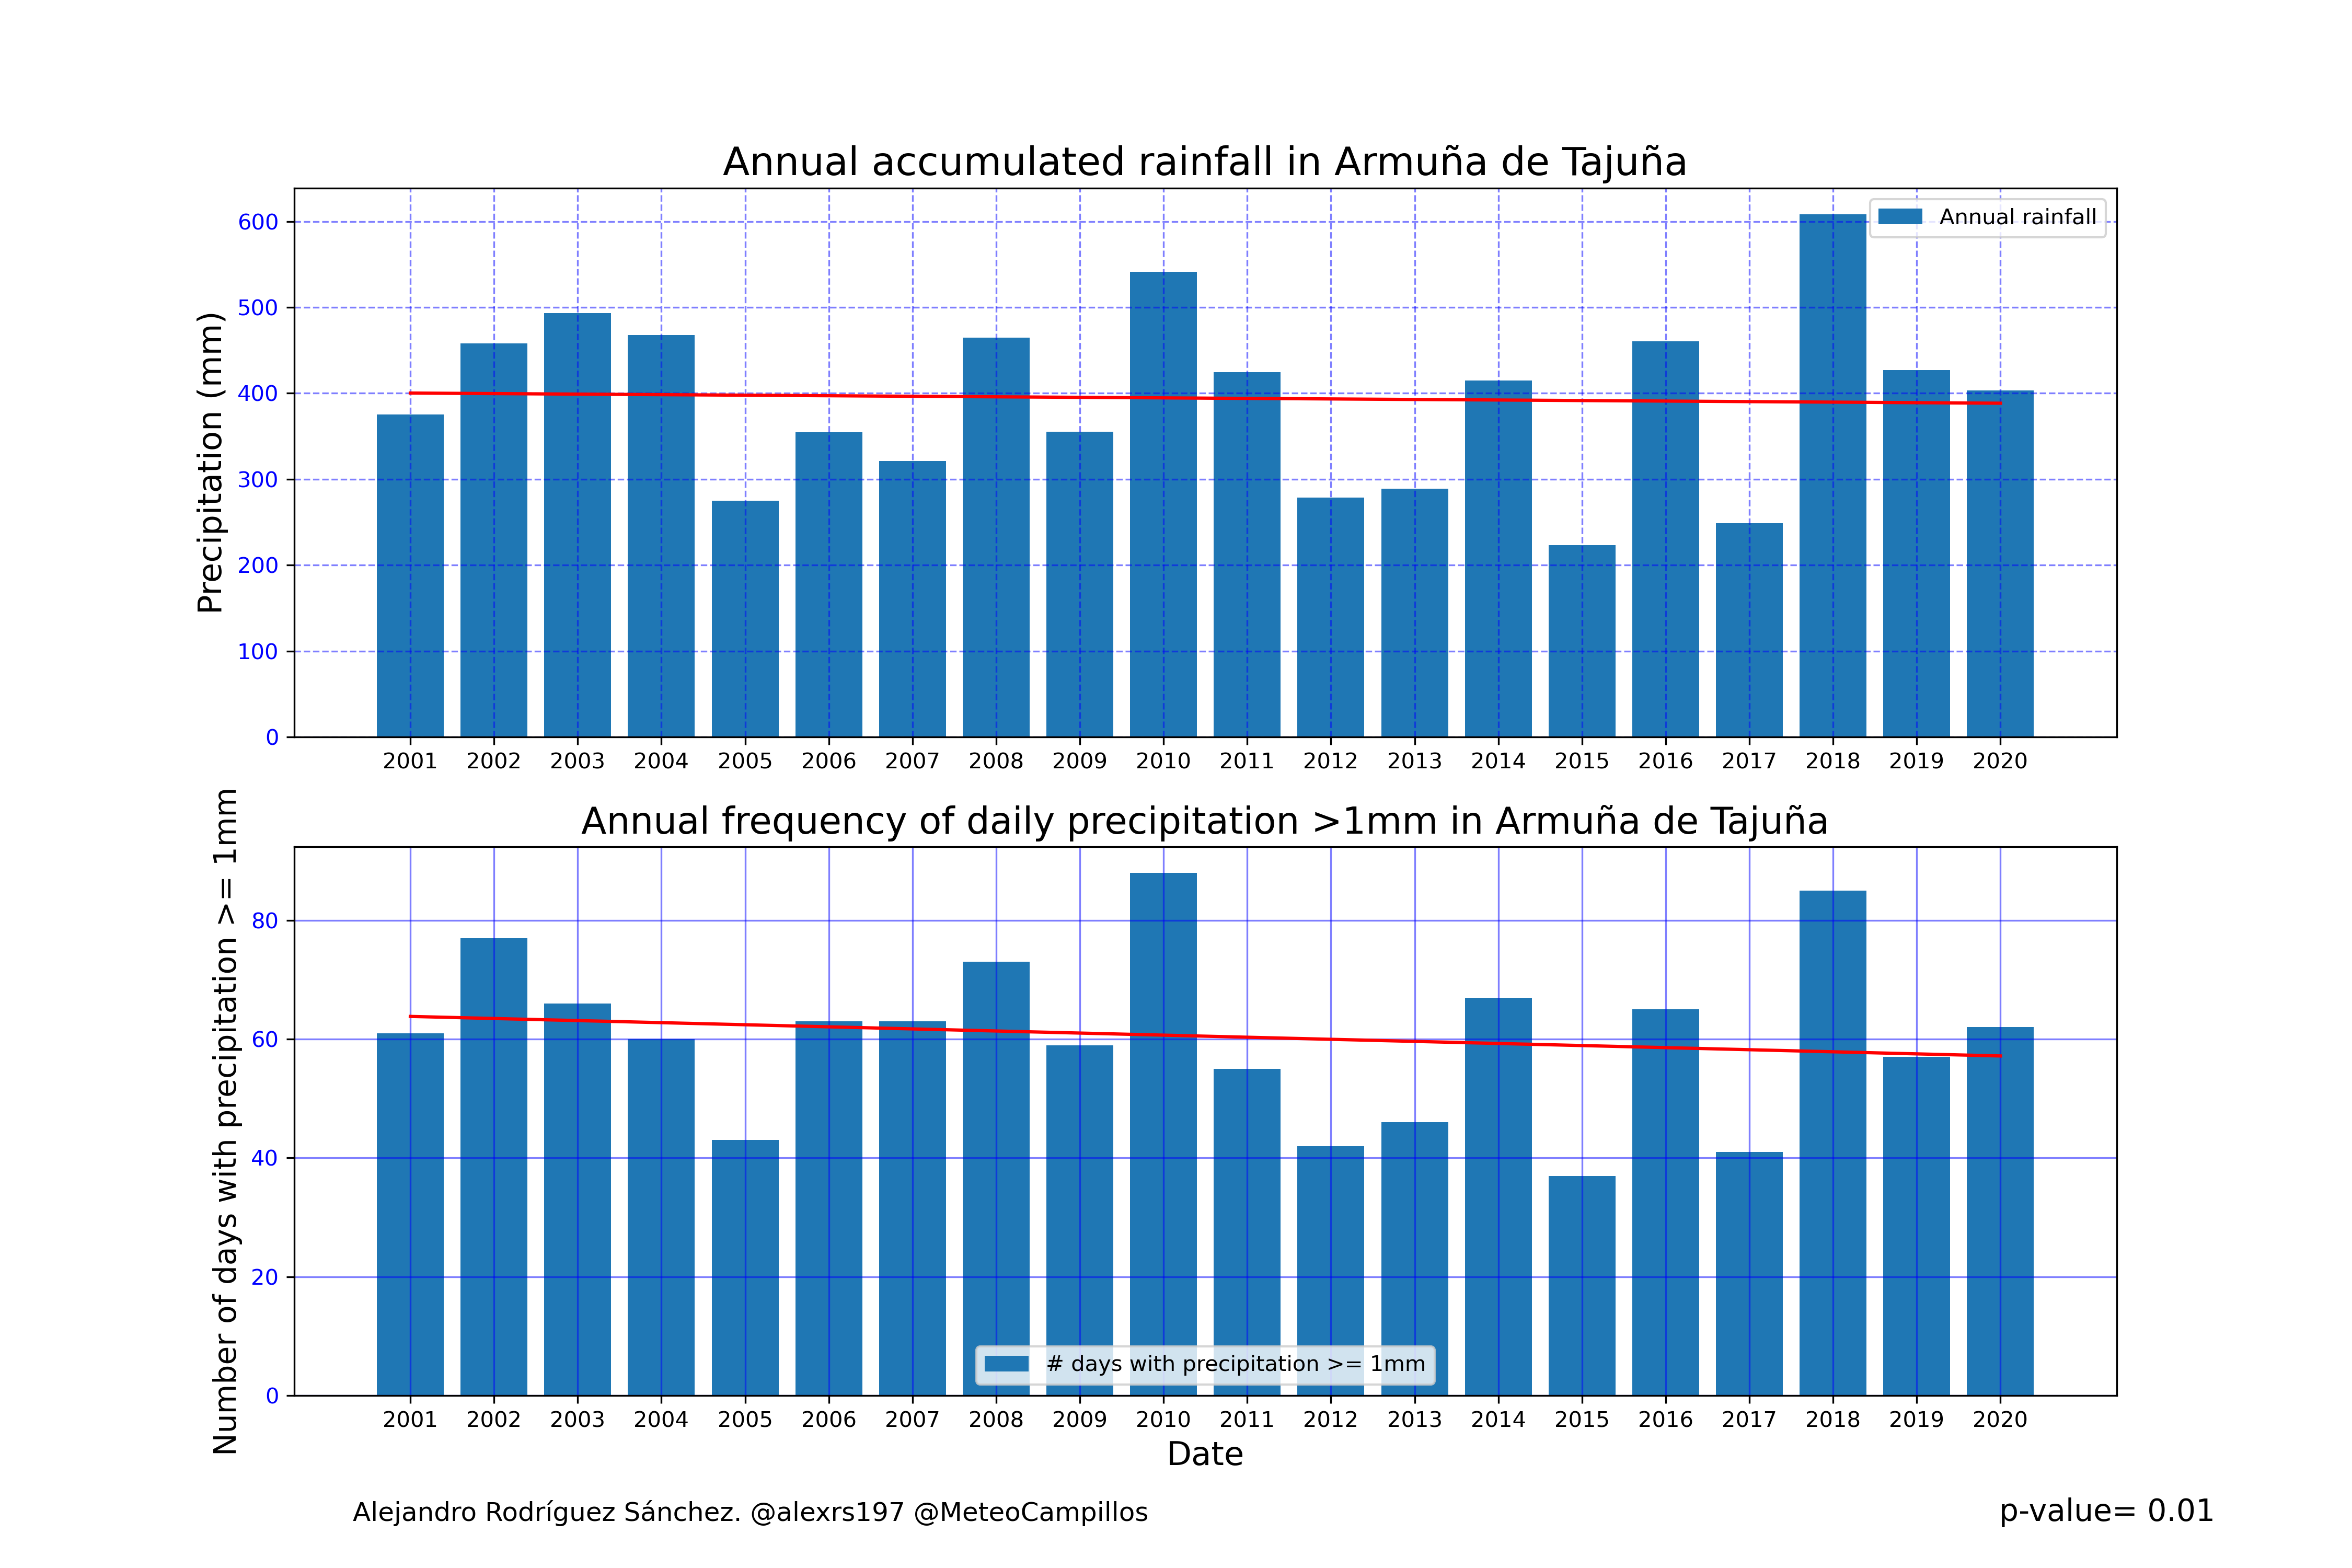 Annual accumulated rainfall in Armuña de Tajuña
Precipitation (mm)
600
500
400
300
200
100
0
Annual rainfall
2001 2002 2003 2004 2005 2006 2007 2008 2009 2010 2011 2012 2013 2014 2015 2016 2017 2018 2019 2020
Annual frequency of daily precipitation >1mm in Armuña de Tajuña
Number of days with precipitation >= 1mm
80
60
40
20
0
# days with precipitation >= 1mm
2001 2002 2003 2004 2005 2006 2007 2008 2009 2010 2011 2012 2013 2014 2015 2016 2017 2018 2019 2020
Date
Alejandro Rodríguez Sánchez. @alexrs197 @MeteoCampillos
p-value= 0.01